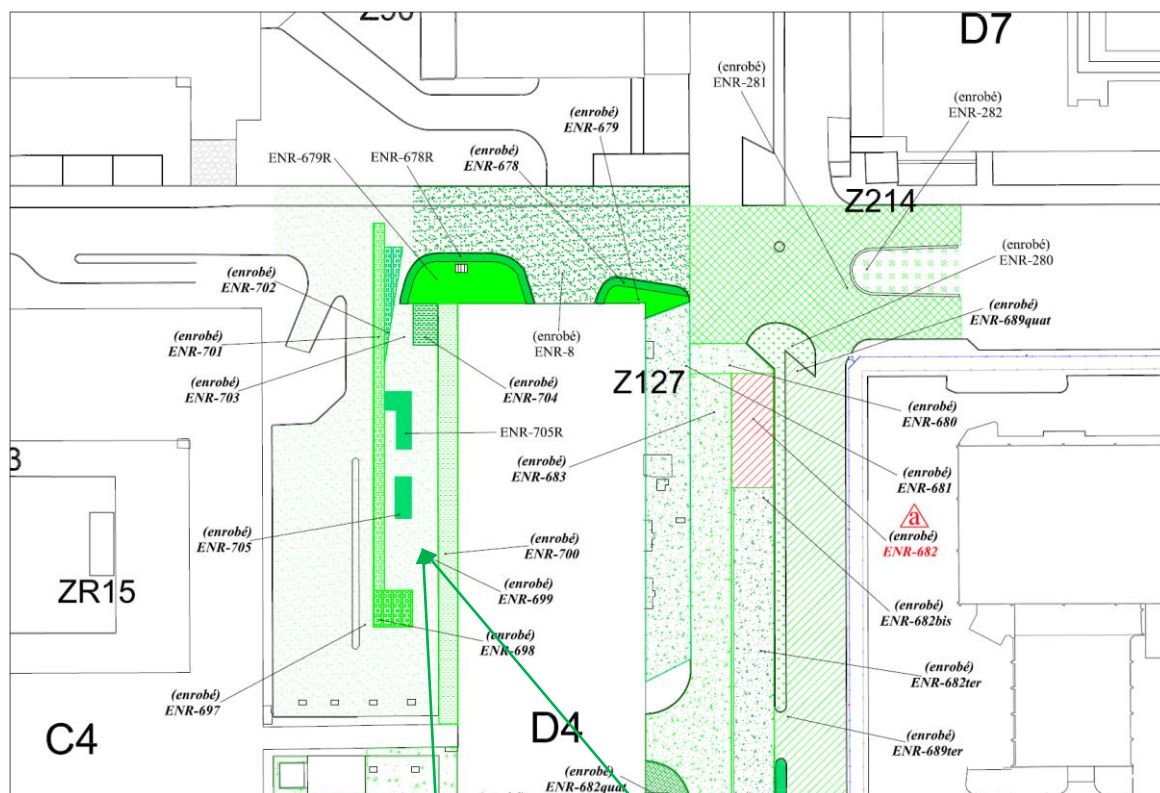 D7
(enrobé)
ENR-281
(enrobé)
ENR-282
(enrobé)
ENR-679
ENR-679R
ENR-678R
(enrobé)
ENR-678
Z214
(enrobé)
ENR-280
(enrobé)
ENR-702
(enrobé)
ENR-689quat
(enrobé)
ENR-701
(enrobé)
ENR-8
(enrobé)
ENR-703
(enrobé)
ENR-704
Z127
(enrobé)
ENR-680
ENR-705R
(enrobé)
ENR-683
(enrobé)
ENR-681
a
(enrobé)
ENR-682
(enrobé)
ENR-705
(enrobé)
ENR-700
(enrobé)
ENR-699
ZR15
(enrobé)
ENR-682bis
(enrobé)
ENR-698
(enrobé)
ENR-682ter
(enrobé)
ENR-697
C4
D4
(enrobé)
ENR-689ter
(enrobé)
ENR-682quat